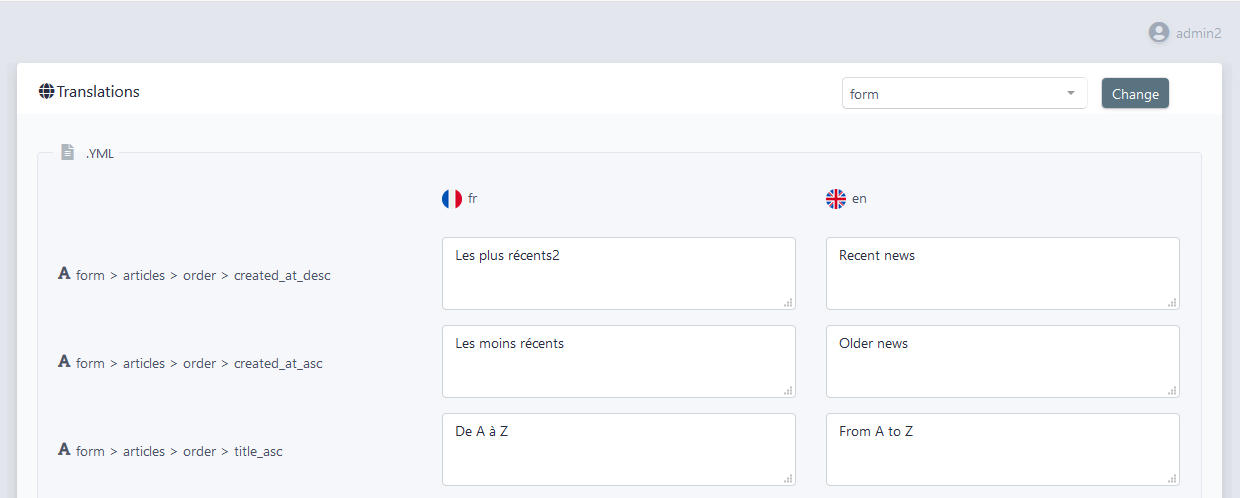 admin2
Translations
form
Change
.YML
fr
en
A form > articles > order > created_at_desc
Les plus récents2
Recent news
A form > articles > order > created_at_asc
Les moins récents
Older news
A form > articles > order > title_asc
De A à Z
From A to Z